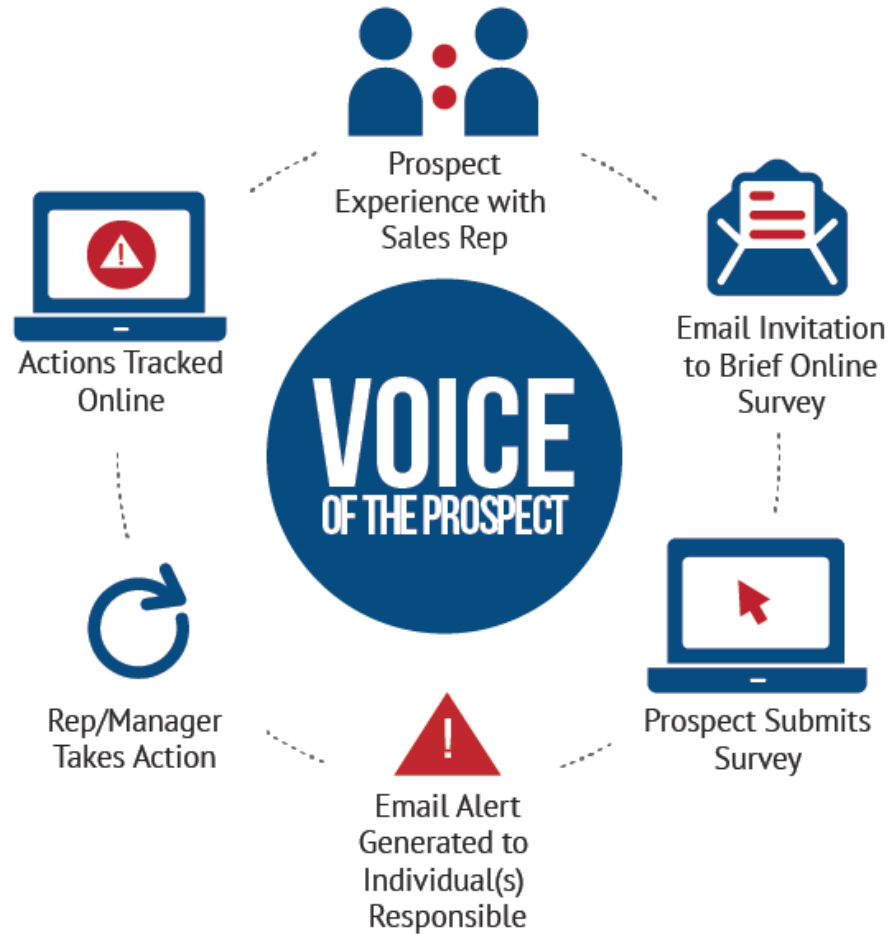 Prospect
Experience with
Sales Rep
Email Invitation
to Brief Online
Survey
Prospect Submits
Survey
Email Alert
Generated to
Individual(s)
Responsible
Rep/Manager
Takes Action
Actions Tracked
Online
VOICE
OF THE PROSPECT
!
!